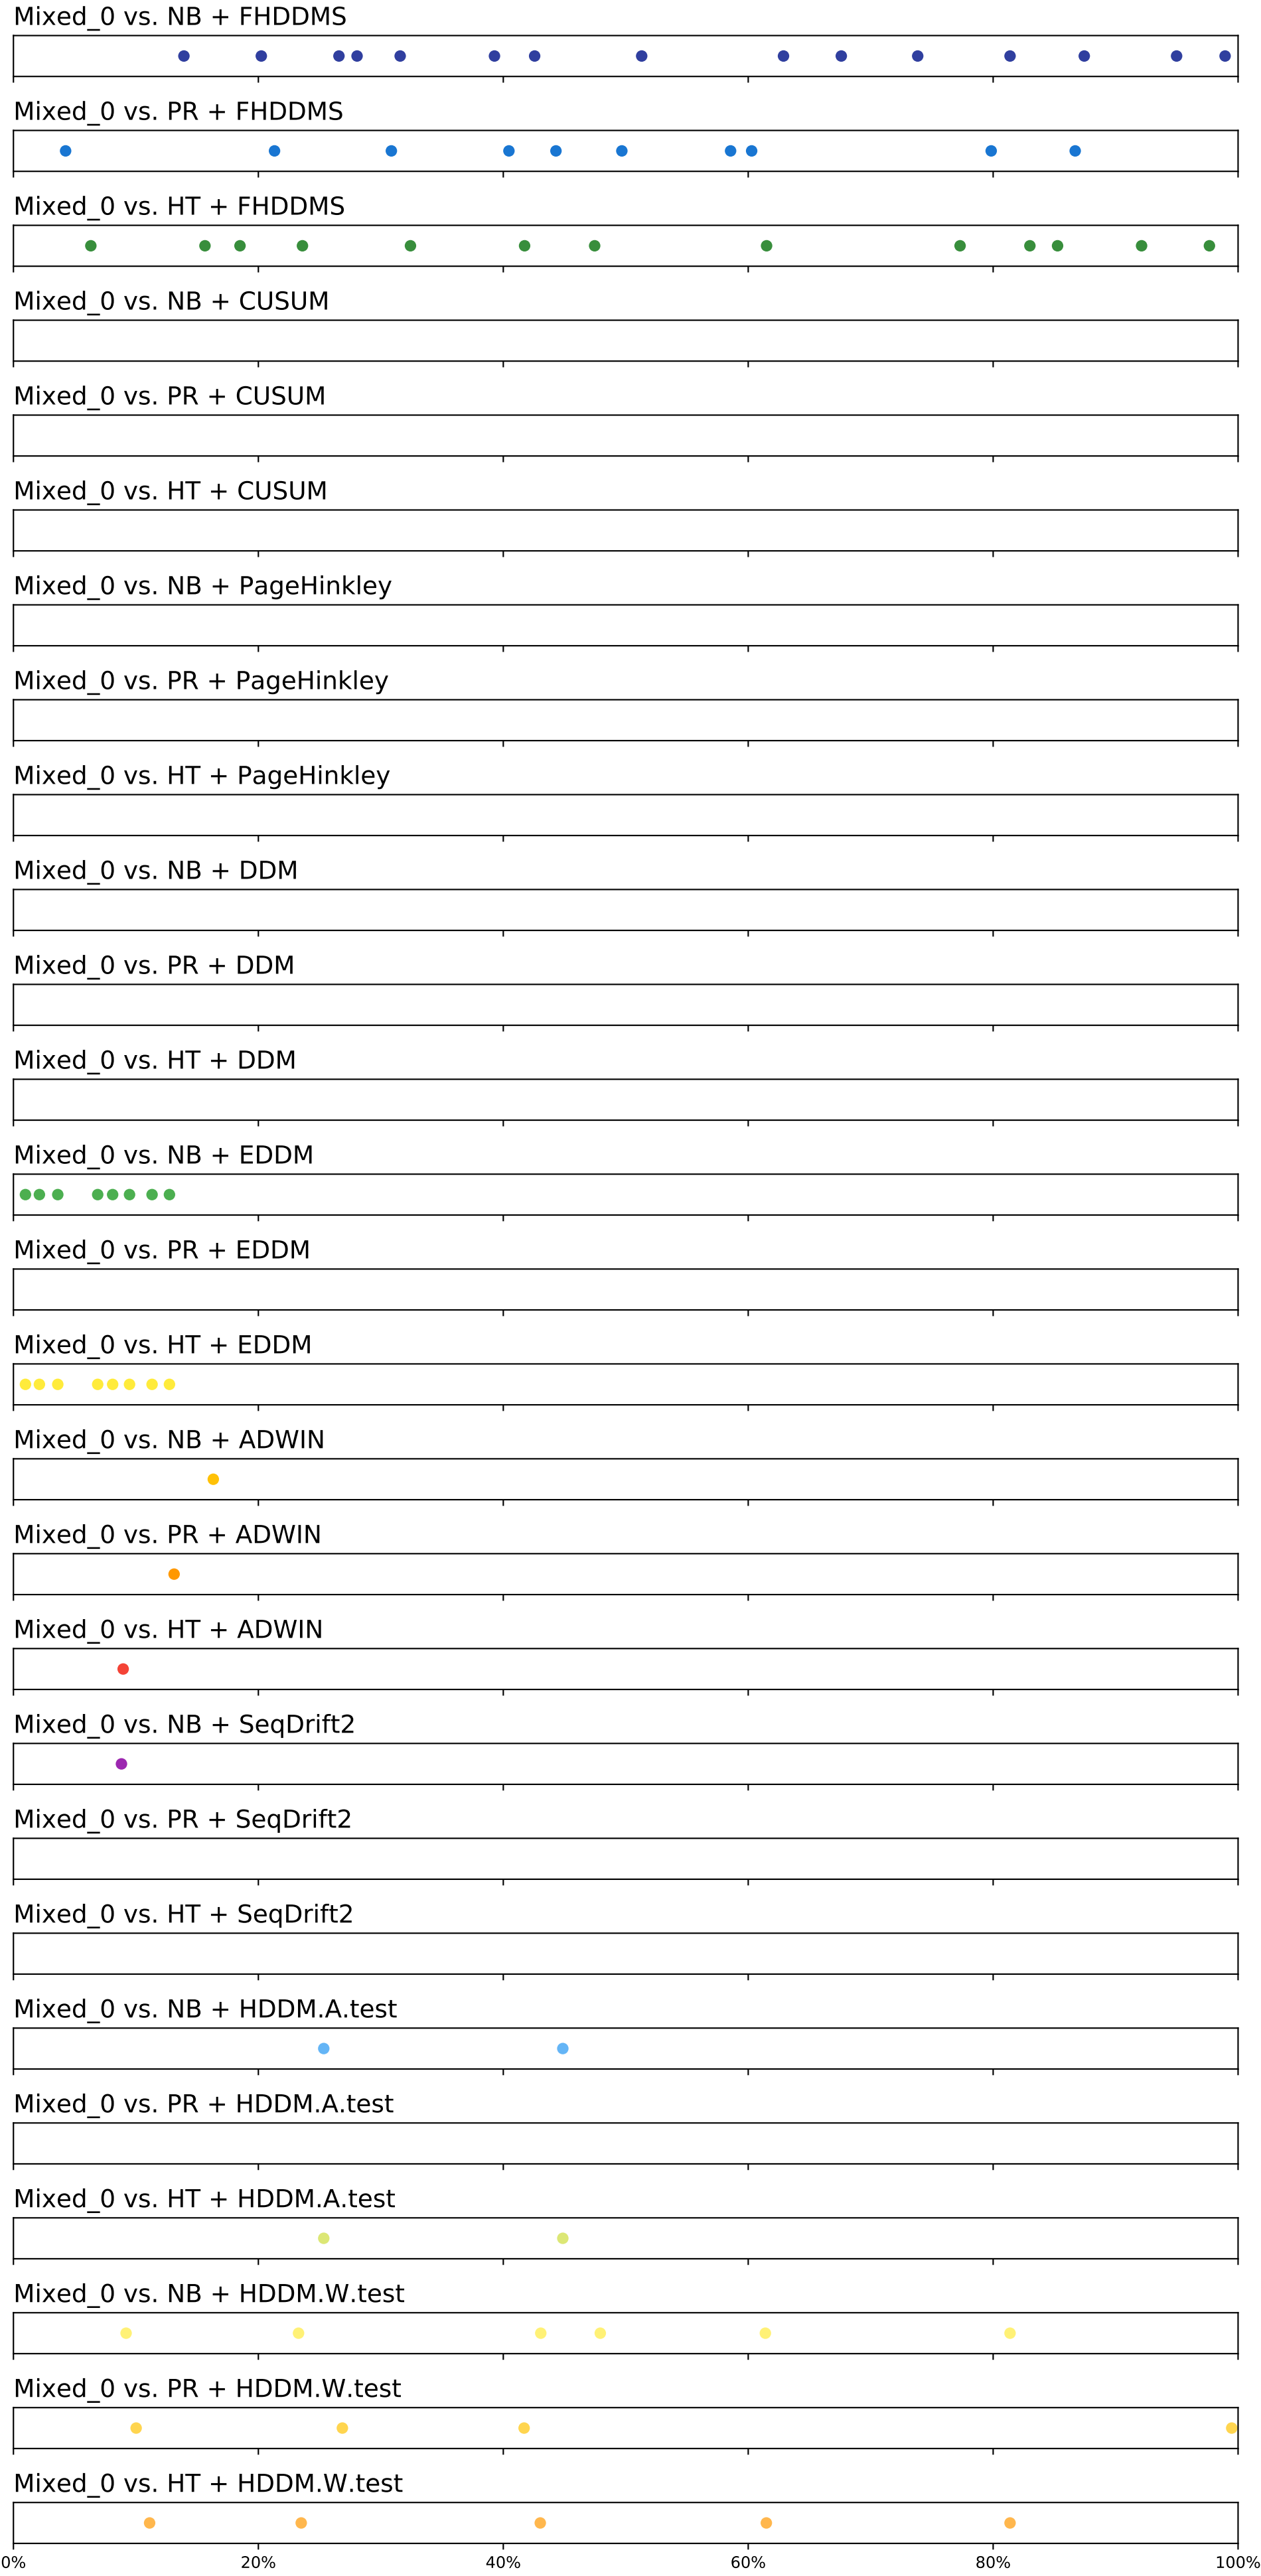 Mixed_0 vs. NB + FHDDMS
Mixed_0 vs. PR + FHDDMS
Mixed_0 vs. HT + FHDDMS
Mixed_0 vs. NB + CUSUM
Mixed_0 vs. PR + CUSUM
Mixed_0 vs. HT + CUSUM
Mixed_0 vs. NB + PageHinkley
Mixed_0 vs. PR + PageHinkley
Mixed_0 vs. HT + PageHinkley
Mixed_0 vs. NB + DDM
Mixed_0 vs. PR + DDM
Mixed_0 vs. HT + DDM
Mixed_0 vs. NB + EDDM
Mixed_0 vs. PR + EDDM
Mixed_0 vs. HT + EDDM
Mixed_0 vs. NB + ADWIN
Mixed_0 vs. PR + ADWIN
Mixed_0 vs. HT + ADWIN
Mixed_0 vs. NB + SeqDrift2
Mixed_0 vs. PR + SeqDrift2
Mixed_0 vs. HT + SeqDrift2
Mixed_0 vs. NB + HDDM.A.test
Mixed_0 vs. PR + HDDM.A.test
Mixed_0 vs. HT + HDDM.A.test
Mixed_0 vs. NB + HDDM.W.test
Mixed_0 vs. PR + HDDM.W.test
Mixed_0 vs. HT + HDDM.W.test
0% 20% 40% 60% 80% 100%